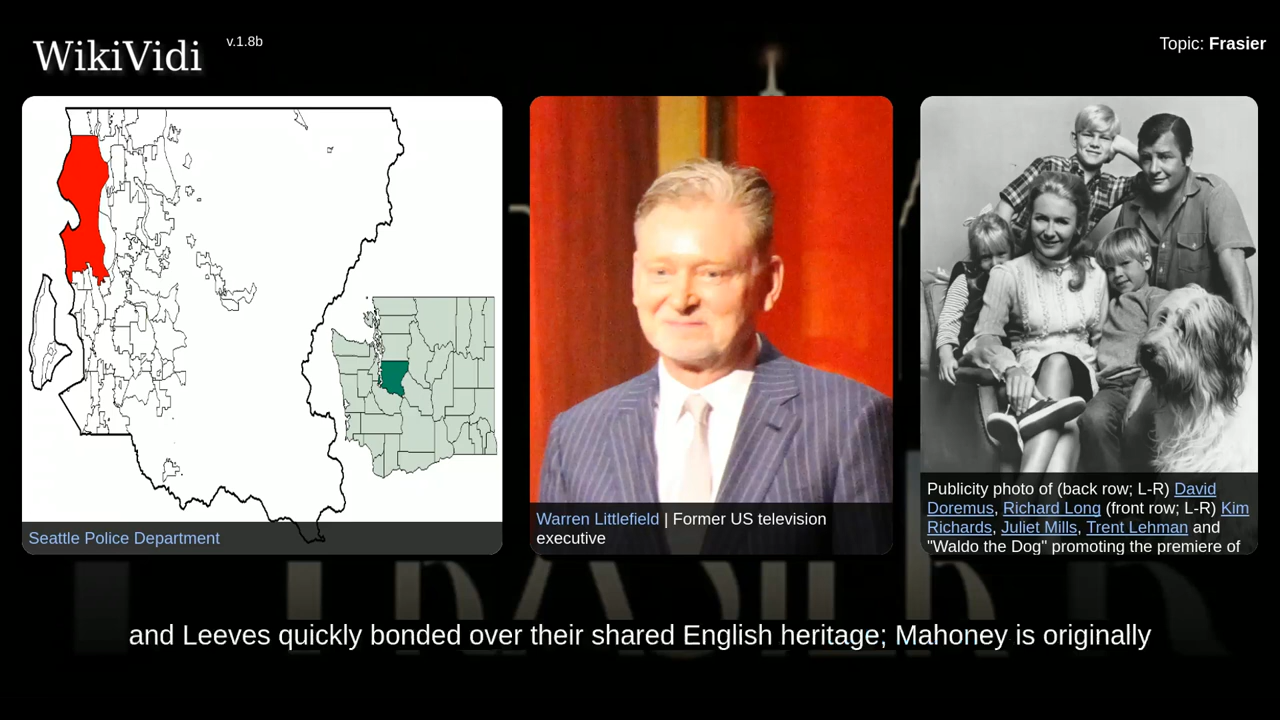 WikiVidi
v.1.8b
Topic: Frasier
Seattle Police Department
Warren Littlefield | Former US television
executive
Publicity photo of (back row; L-R) David
Doremus, Richard Long (front row; L-R) Kim
Richards, Juliet Mills, Trent Lehman and
"Waldo the Dog" promoting the premiere of
and Leeves quickly bonded over their shared English heritage; Mahoney is originally